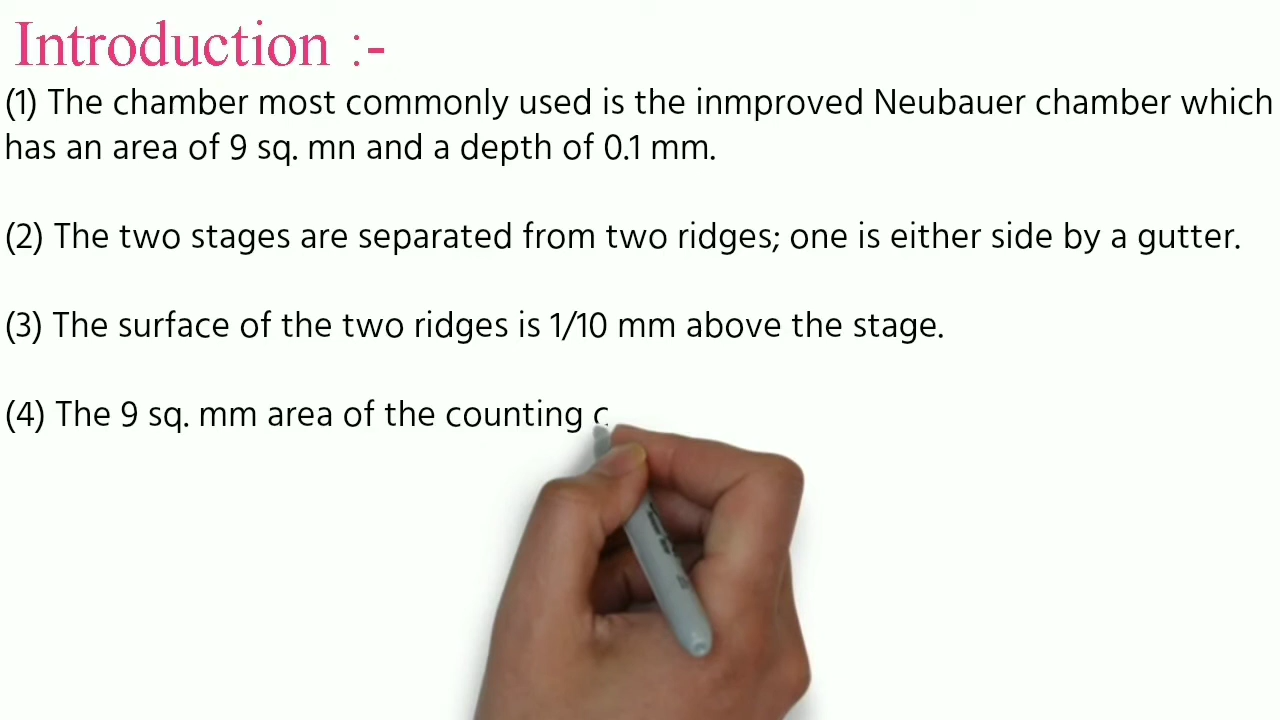 Introduction :-
(1) The chamber most commonly used is the inmproved Neubauer chamber which
has an area of 9 sq. mn and a depth of 0.1 mm.
(2) The two stages are separated from two ridges; one is either side by a gutter.
(3) The surface of the two ridges is 1/10 mm above the stage.
(4) The 9 sq. mm area of the counting c